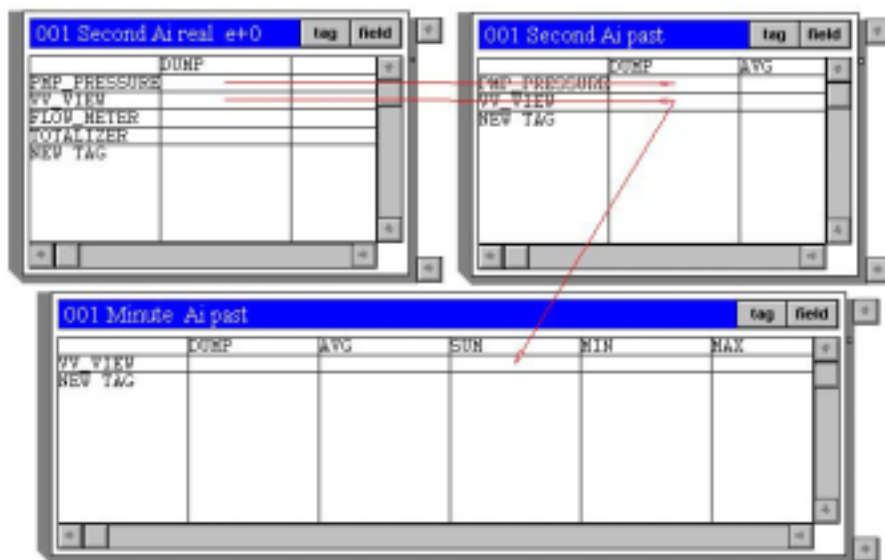 001 Second Ai real e+0 tag field
DUMP
PMP_PRESSURE
VV_VIEW
FLOW_METER
TOTALIZER
NEW TAG
001 Second Ai past tag field
DUMP AVG
PMP_PRESSURE
VV_VIEW
NEW TAG
001 Minute Ai past tag field
DUMP AVG SUM MIN MAX
VV_VIEW
NEW TAG